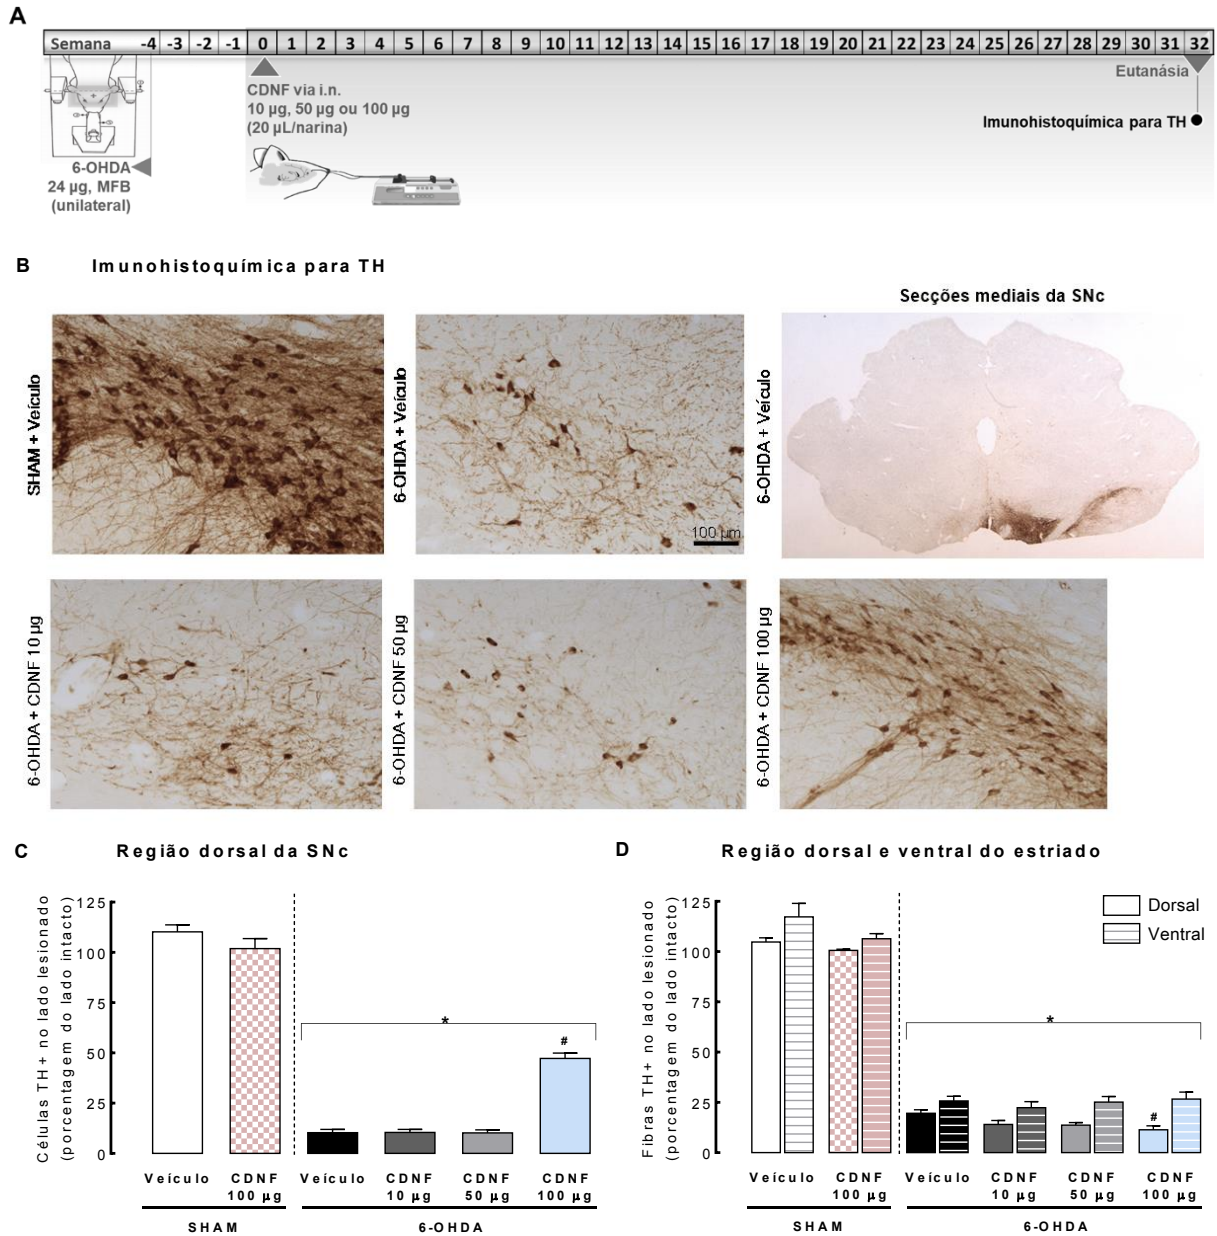 A
Semana -4 -3 -2 -1 0 1 2 3 4 5 6 7 8 9 10 11 12 13 14 15 16 17 18 19 20 21 22 23 24 25 26 27 28 29 30 31 32
CDNF via i.n.
10 µg, 50 µg ou 100 µg
(20 µL/narina)
Eutanásia
Imunohistoquímica para TH
6-OHDA
24 µg, MFB
(unilateral)
B Imunohistoquímica para TH
Secções mediais da SNc
SHAM + Veículo
6-OHDA + Veículo
100 µm
6-OHDA + Veículo
6-OHDA + CDNF 10 µg
6-OHDA + CDNF 50 µg
6-OHDA + CDNF 100 µg
C Região dorsal da SNc
Células TH+ no lado lesionado
(porcentagem do lado intacto)
125
100
75
50
25
0
*
#
Veículo CDNF Veículo CDNF CDNF CDNF
100 µg 10 µg 50 µg 100 µg
SHAM 6-OHDA
D Região dorsal e ventral do estriado
Fibras TH+ no lado lesionado
(porcentagem do lado intacto)
125
100
75
50
25
0
Dorsal
Ventral
*
#
Veículo CDNF Veículo CDNF CDNF CDNF
100 µg 10 µg 50 µg 100 µg
SHAM 6-OHDA